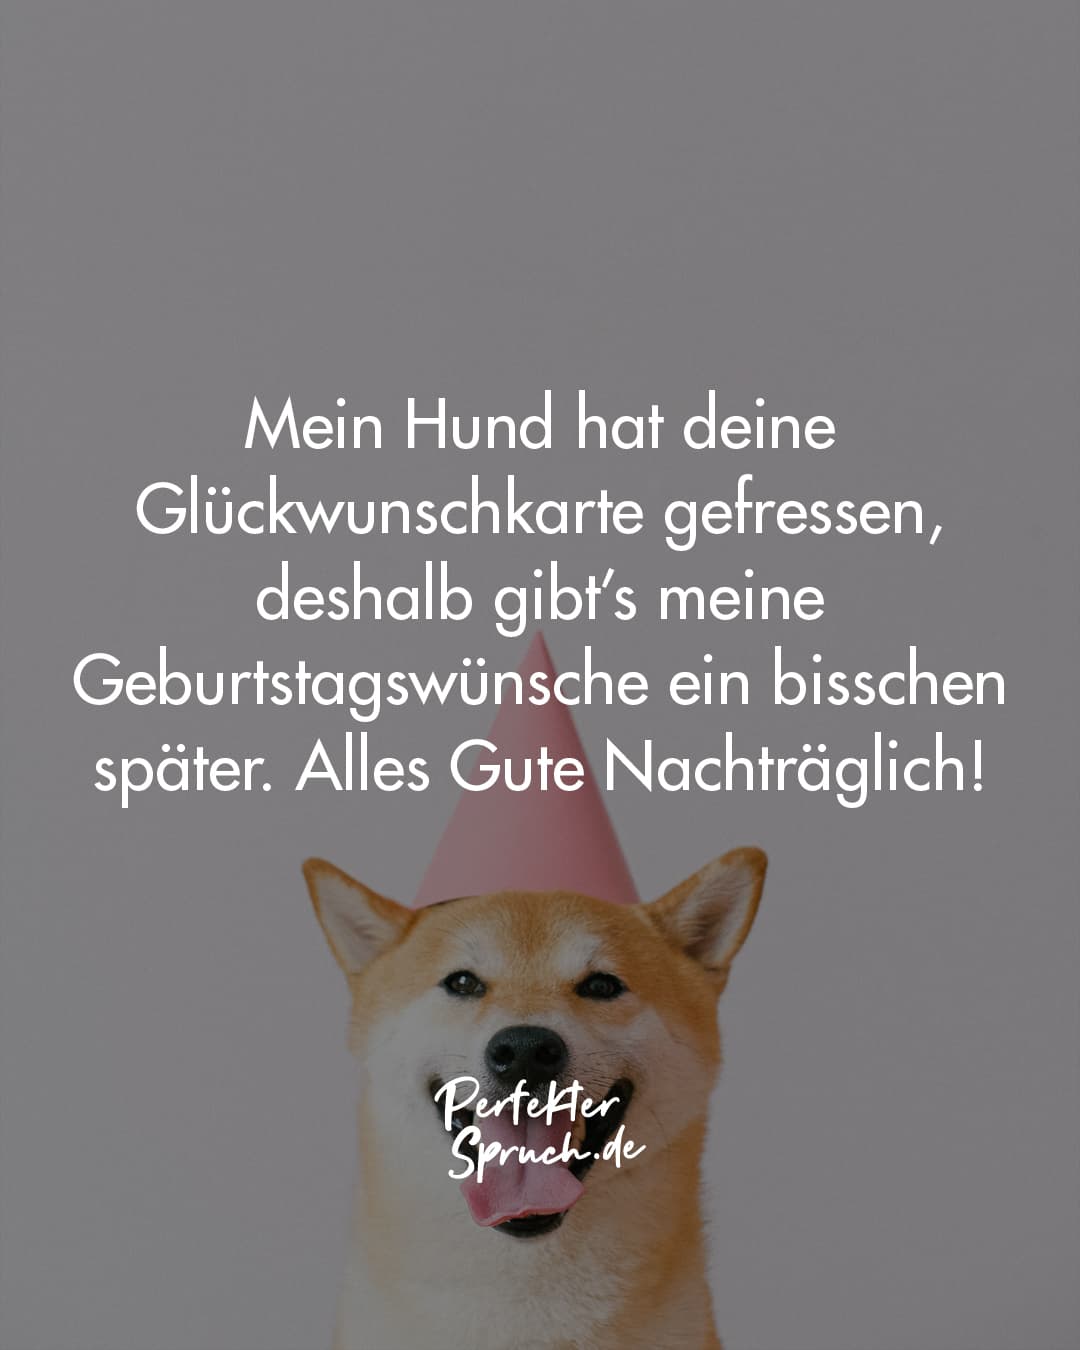 Mein Hund hat deine
Glückwunschkarte gefressen,
deshalb gibt’s meine
Geburtstagswünsche ein bisschen
später. Alles Gute Nachträglich!
Perfekter
Spruch.de